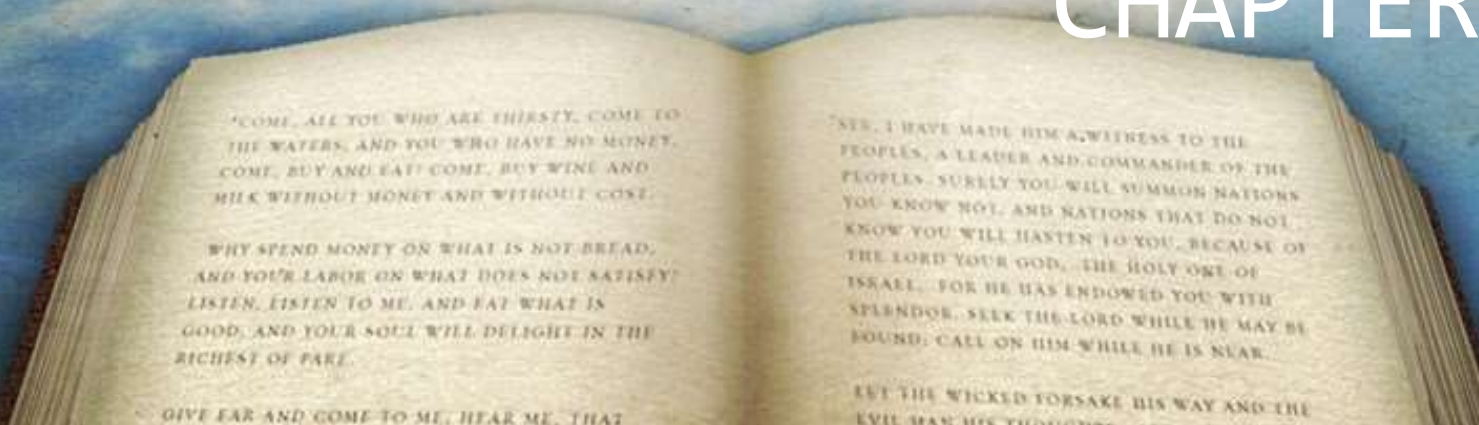 CHAPTER
"COME, ALL YOU WHO ARE THIRSTY, COME TO
THE WATERS, AND YOU WHO HAVE NO MONEY,
COME, BUY AND EAT! COME, BUY WINE AND
MILK WITHOUT MONEY AND WITHOUT COST.
WHY SPEND MONEY ON WHAT IS NOT BREAD,
AND YOUR LABOR ON WHAT DOES NOT SATISFY?
LISTEN, LISTEN TO ME, AND EAT WHAT IS
GOOD, AND YOUR SOUL WILL DELIGHT IN THE
RICHEST OF FARE.
GIVE EAR AND COME TO ME, HEAR ME, THAT
"SEE, I HAVE MADE HIM A WITNESS TO THE
PEOPLES, A LEADER AND COMMANDER OF THE
PEOPLES. SURELY YOU WILL SUMMON NATIONS
YOU KNOW NOT, AND NATIONS THAT DO NOT
KNOW YOU WILL HASTEN TO YOU, BECAUSE OF
THE LORD YOUR GOD, THE HOLY ONE OF
ISRAEL, FOR HE HAS ENDOWED YOU WITH
SPLENDOR. SEEK THE LORD WHILE HE MAY BE
FOUND; CALL ON HIM WHILE HE IS NEAR.
LET THE WICKED FORSAKE HIS WAY AND THE
EVIL MAN HIS THOUGHTS.